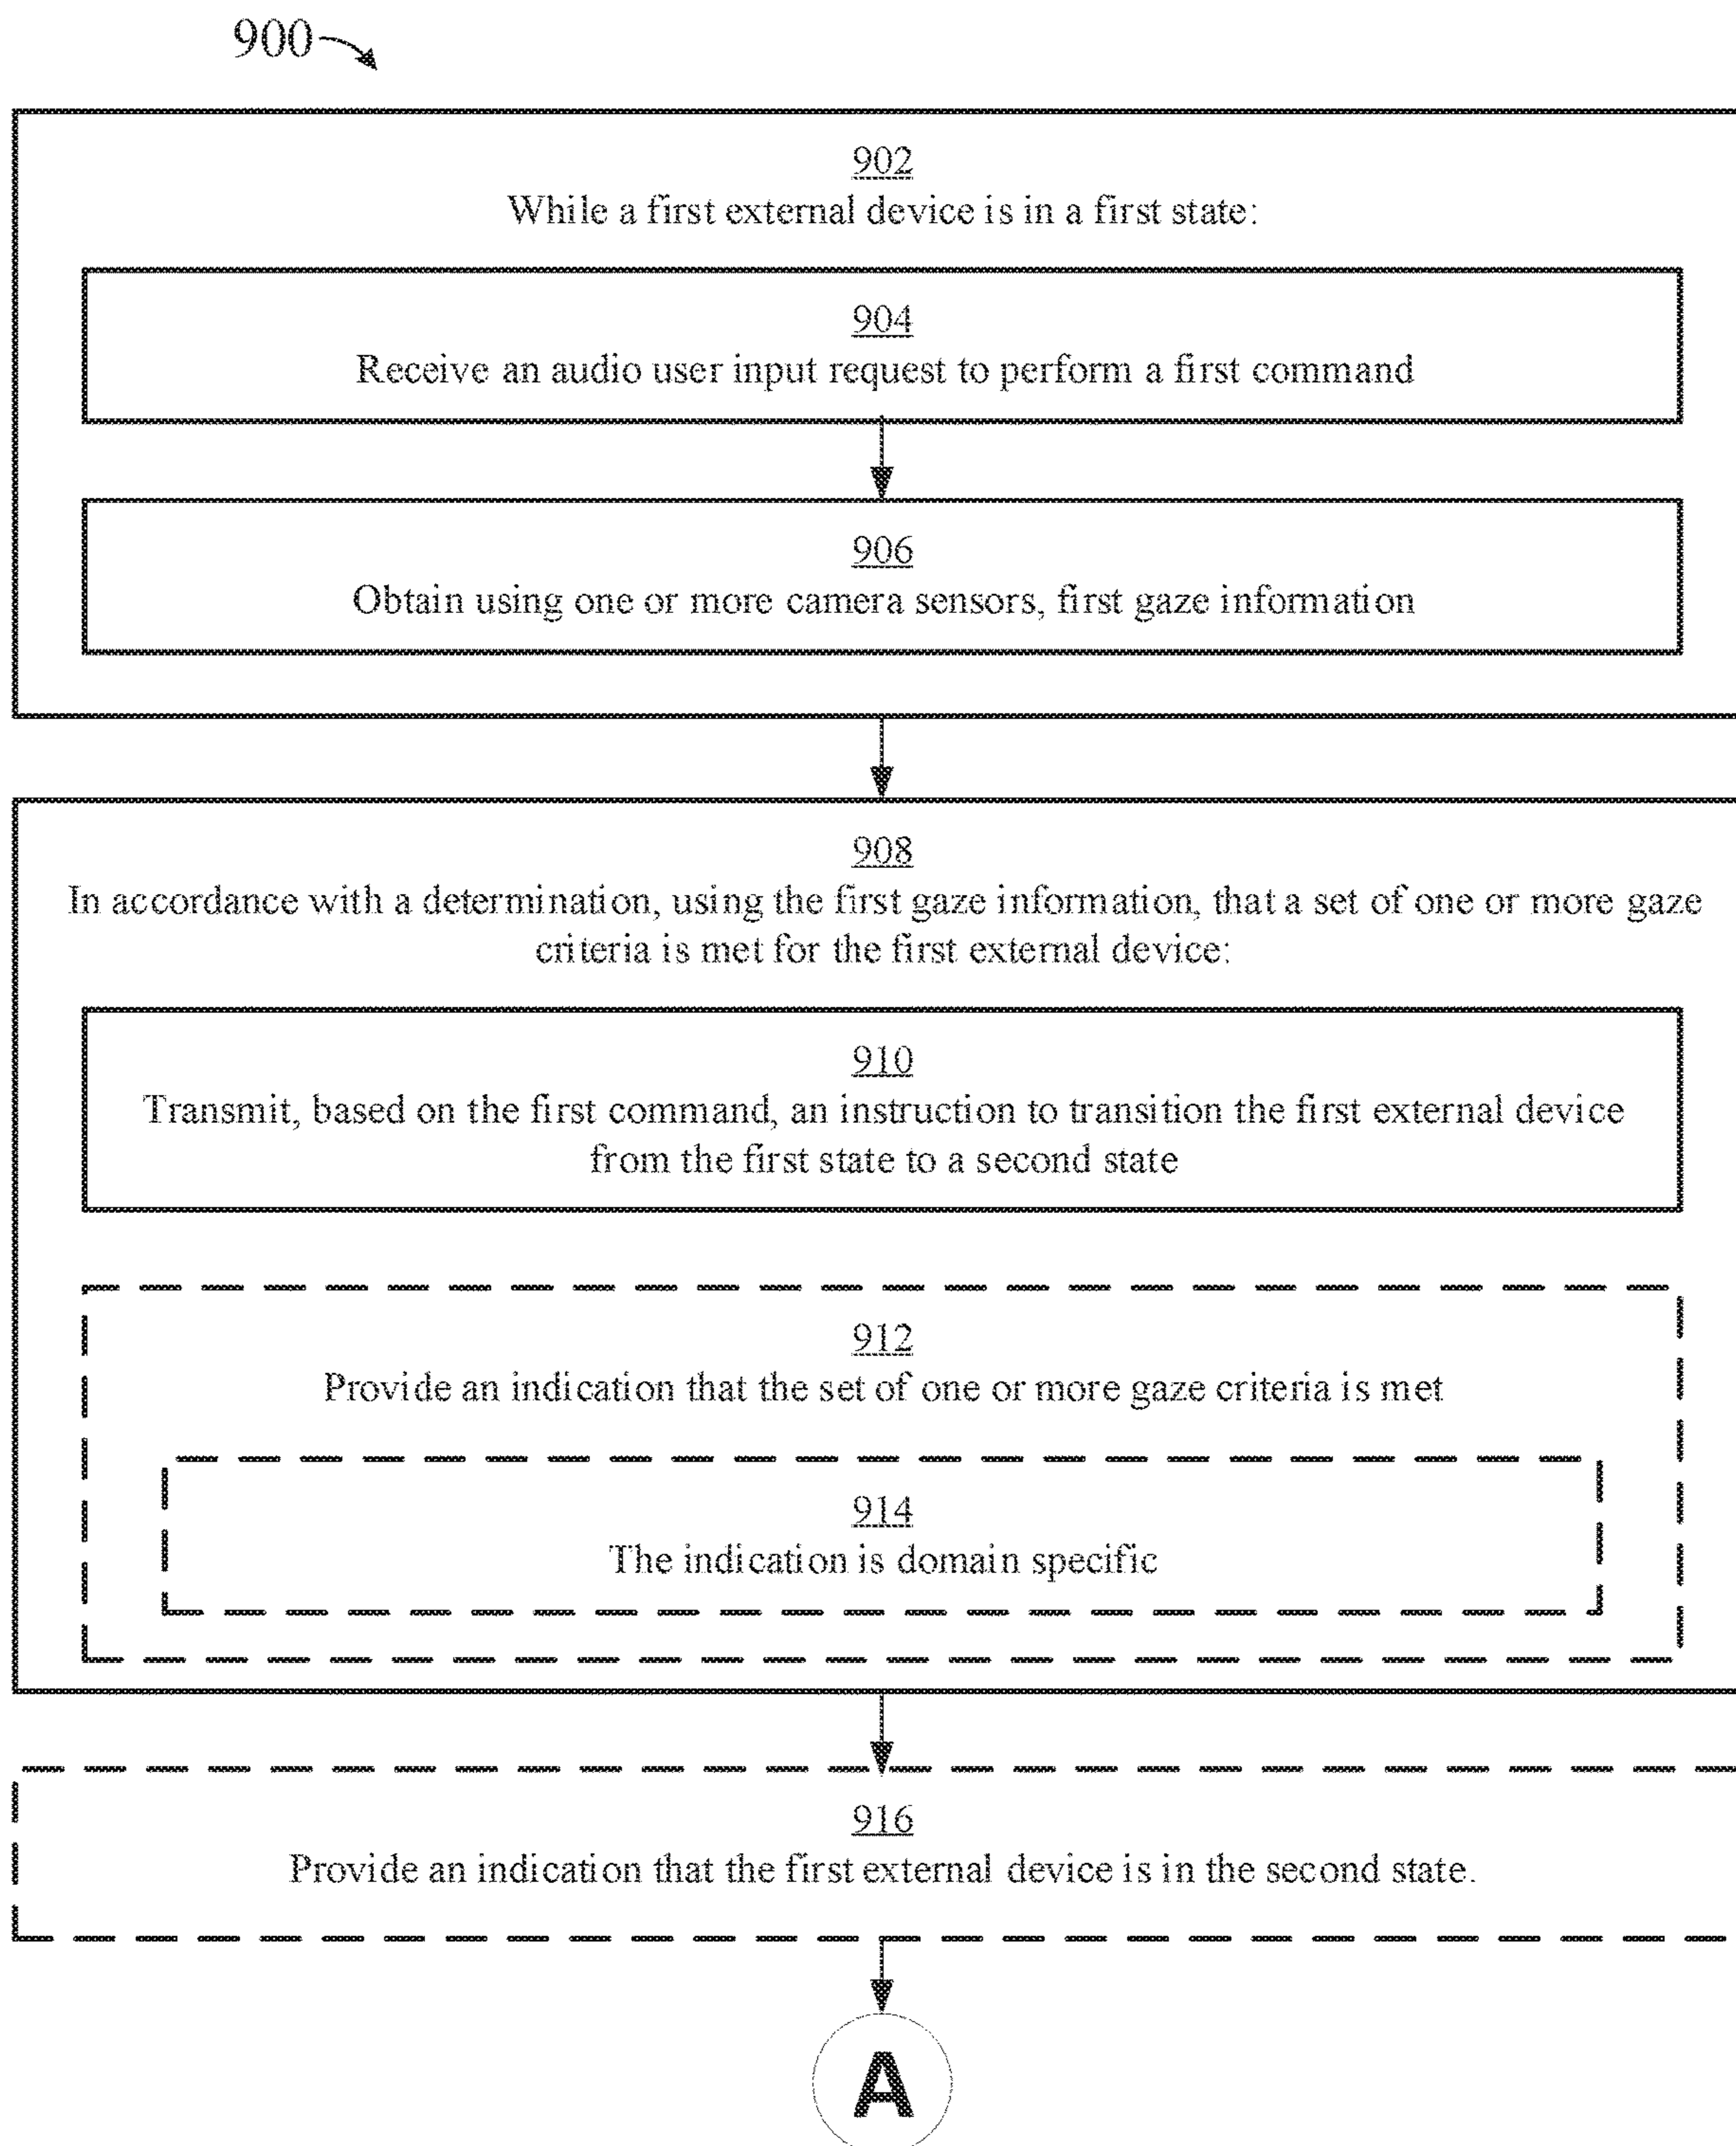 900
902
While a first external device is in a first state:
904
Receive an audio user input request to perform a first command
906
Obtain using one or more camera sensors, first gaze information
908
In accordance with a determination, using the first gaze information, that a set of one or more gaze
criteria is met for the first external device:
910
Transmit, based on the first command, an instruction to transition the first external device
from the first state to a second state
912
Provide an indication that the set of one or more gaze criteria is met
914
The indication is domain specific
916
Provide an indication that the first external device is in the second state.
A